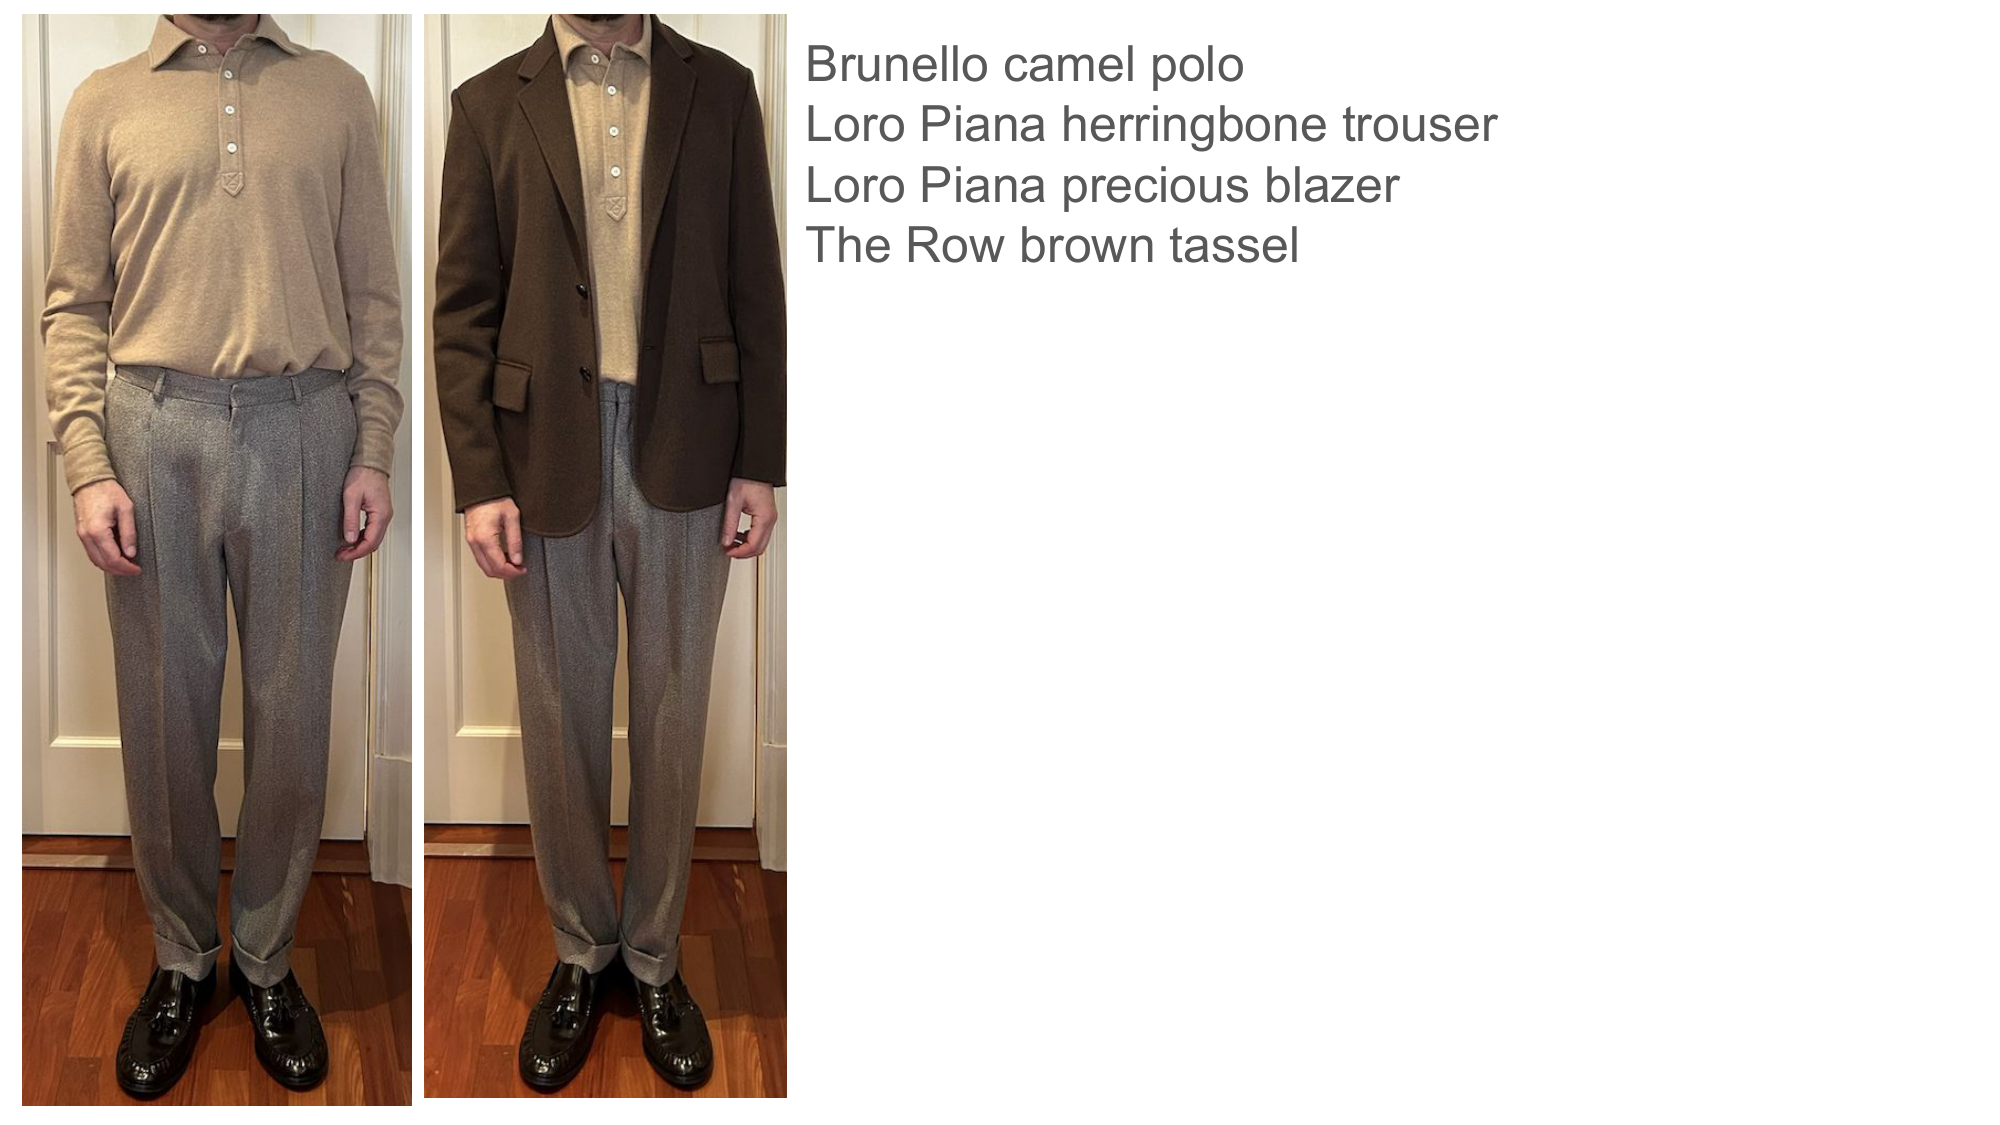 Brunello camel polo
Loro Piana herringbone trouser
Loro Piana precious blazer
The Row brown tassel